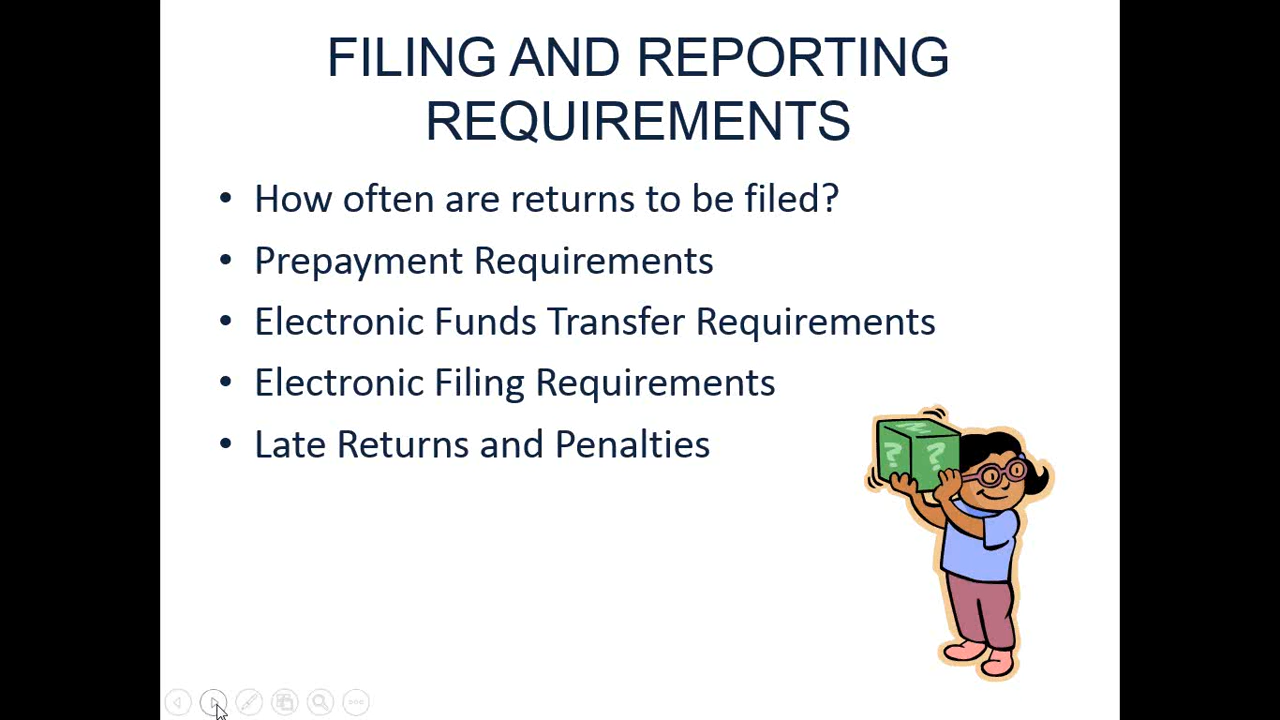 FILING AND REPORTING
REQUIREMENTS
• How often are returns to be filed?
• Prepayment Requirements
• Electronic Funds Transfer Requirements
• Electronic Filing Requirements
• Late Returns and Penalties
? ?